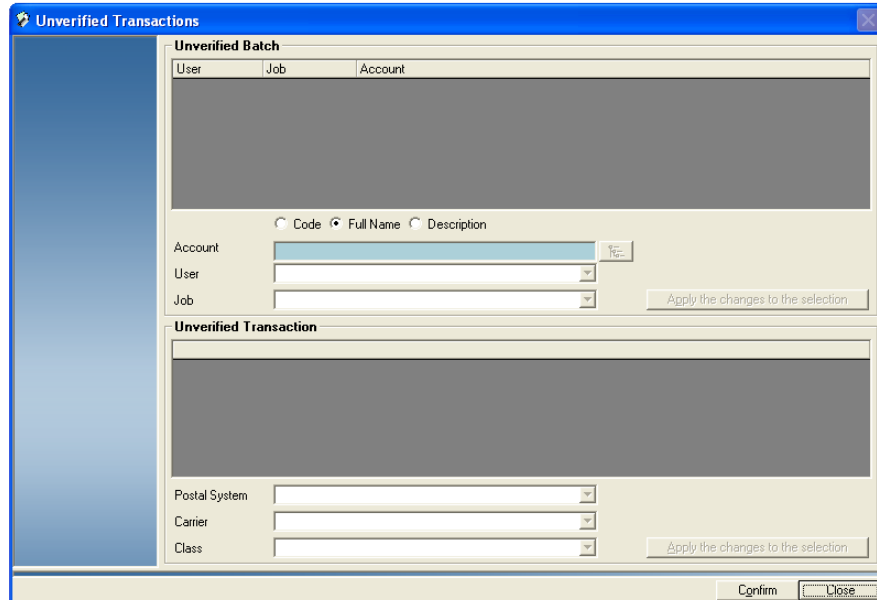 Unverified Transactions
Unverified Batch
User Job Account
Code Full Name Description
Account
User
Job Apply the changes to the selection
Unverified Transaction
Postal System
Carrier
Class Apply the changes to the selection
Confirm Close